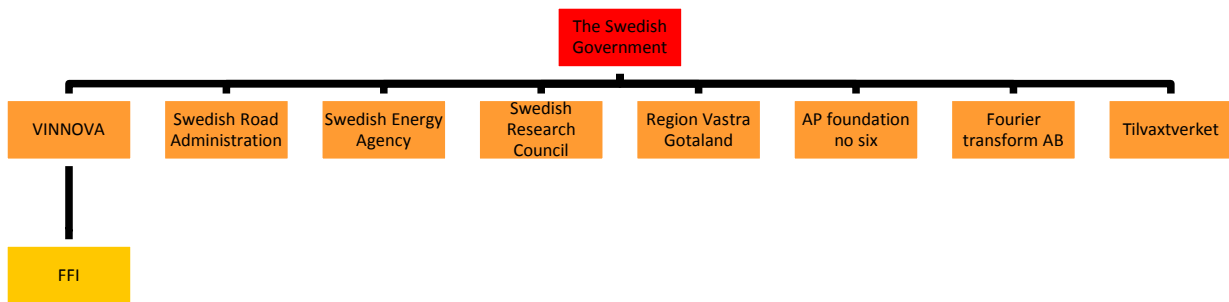 The Swedish
Government
VINNOVA
Swedish Road
Administration
Swedish Energy
Agency
Swedish
Research
Council
Region Vastra
Gotaland
AP foundation
no six
Fourier
transform AB
Tilvaxtverket
FFI